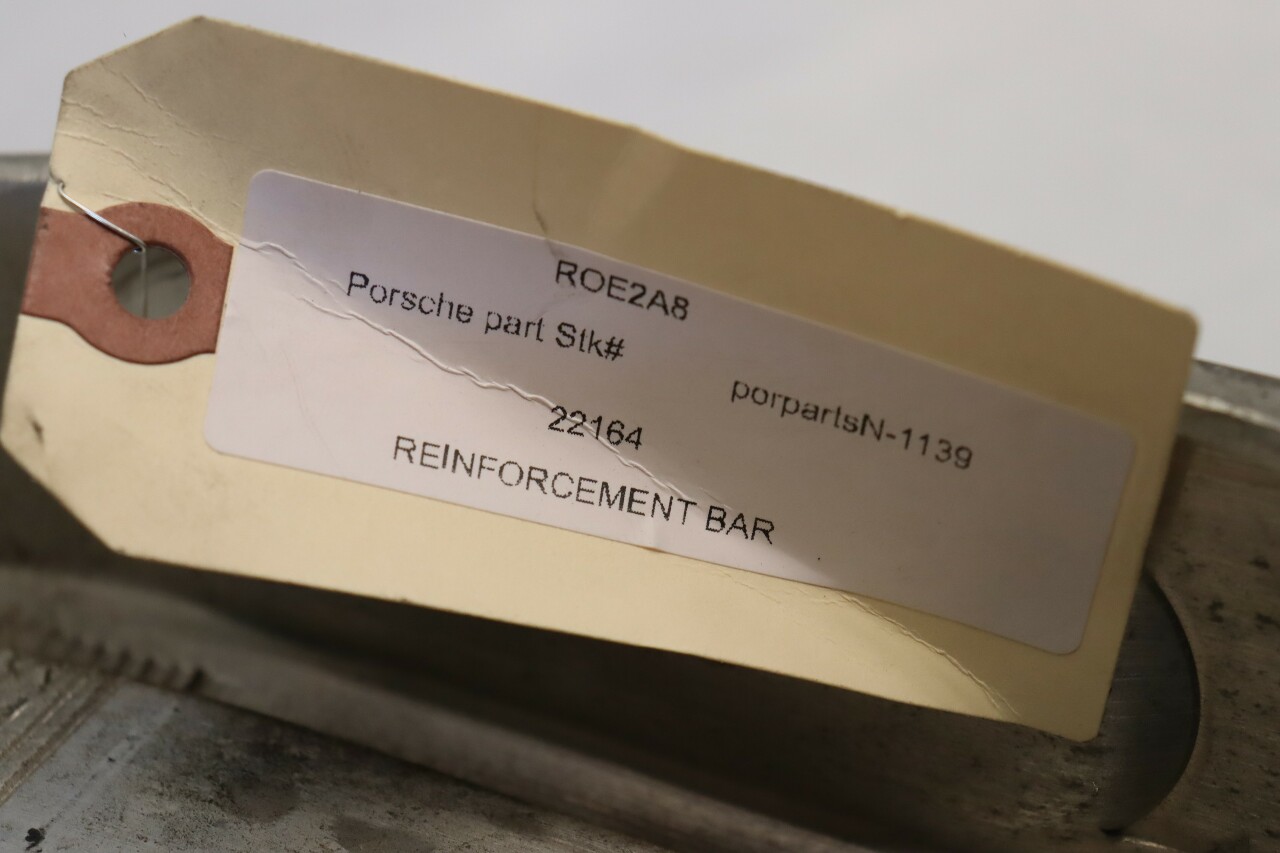 ROE2A8
Porsche part Stk#
porpartsN-1139
22164
REINFORCEMENT BAR